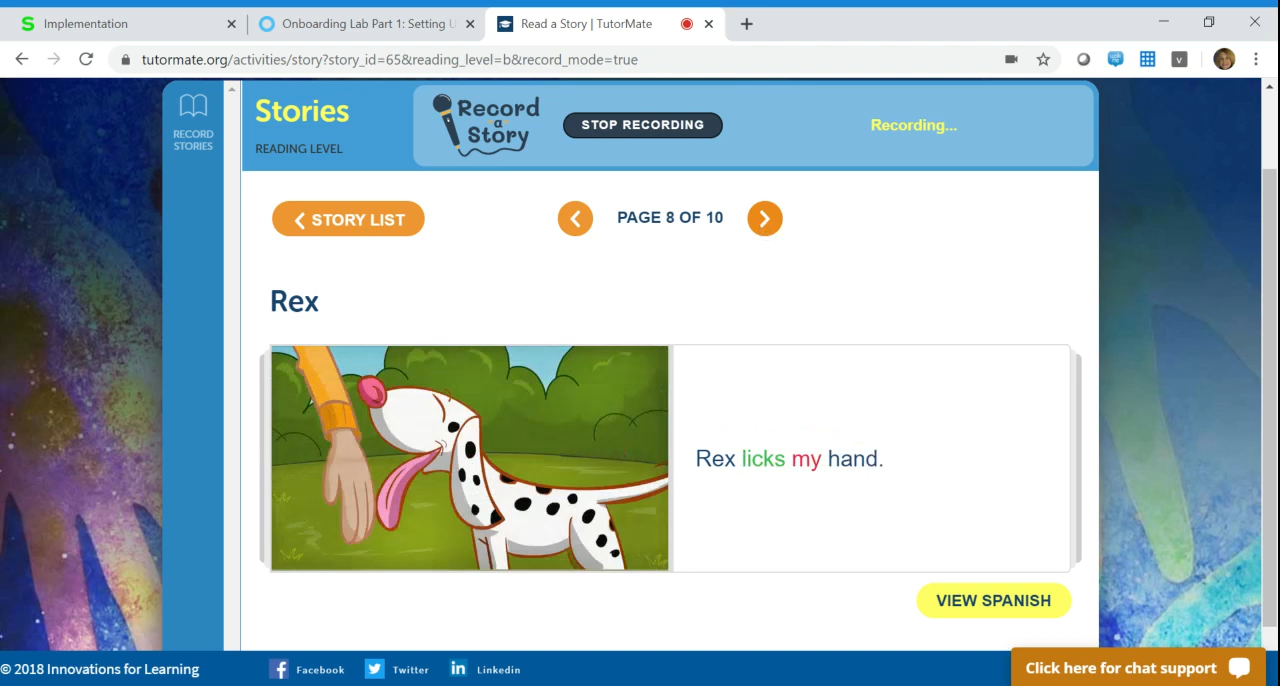 S Implementation
Onboarding Lab Part 1: Setting U
Read a Story | TutorMate
tutormate.org/activities/story?story_id=65&reading_level=b&record_mode=true
RECORD
STORIES
Stories
READING LEVEL
Record
a
Story
STOP RECORDING
Recording...
STORY LIST
PAGE 8 OF 10
Rex
Rex licks my hand.
VIEW SPANISH
© 2018 Innovations for Learning
Facebook
Twitter
in Linkedin
Click here for chat support